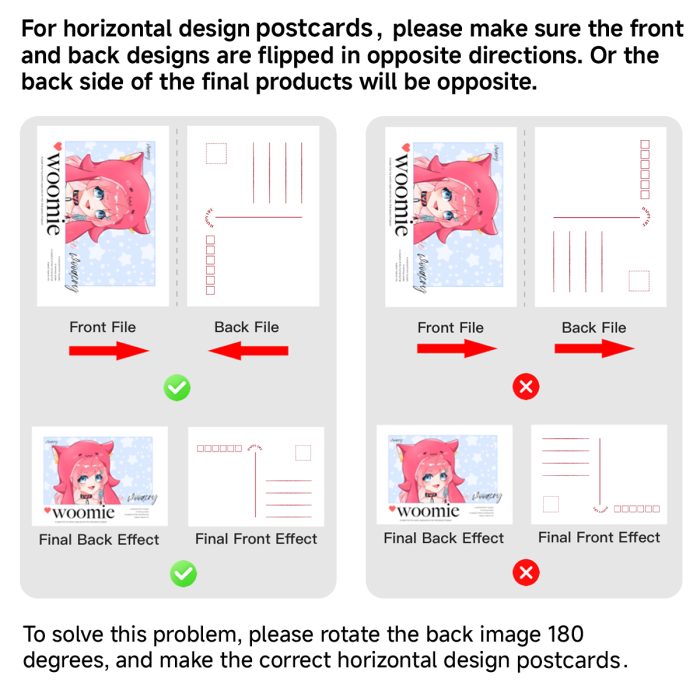 For horizontal design postcards, please make sure the front
and back designs are flipped in opposite directions. Or the
back side of the final products will be opposite.
woomie
woomie
Front File
Back File
Front File
Back File
woomie
woomie
Final Back Effect
Final Front Effect
Final Back Effect
Final Front Effect
To solve this problem, please rotate the back image 180
degrees, and make the correct horizontal design postcards.